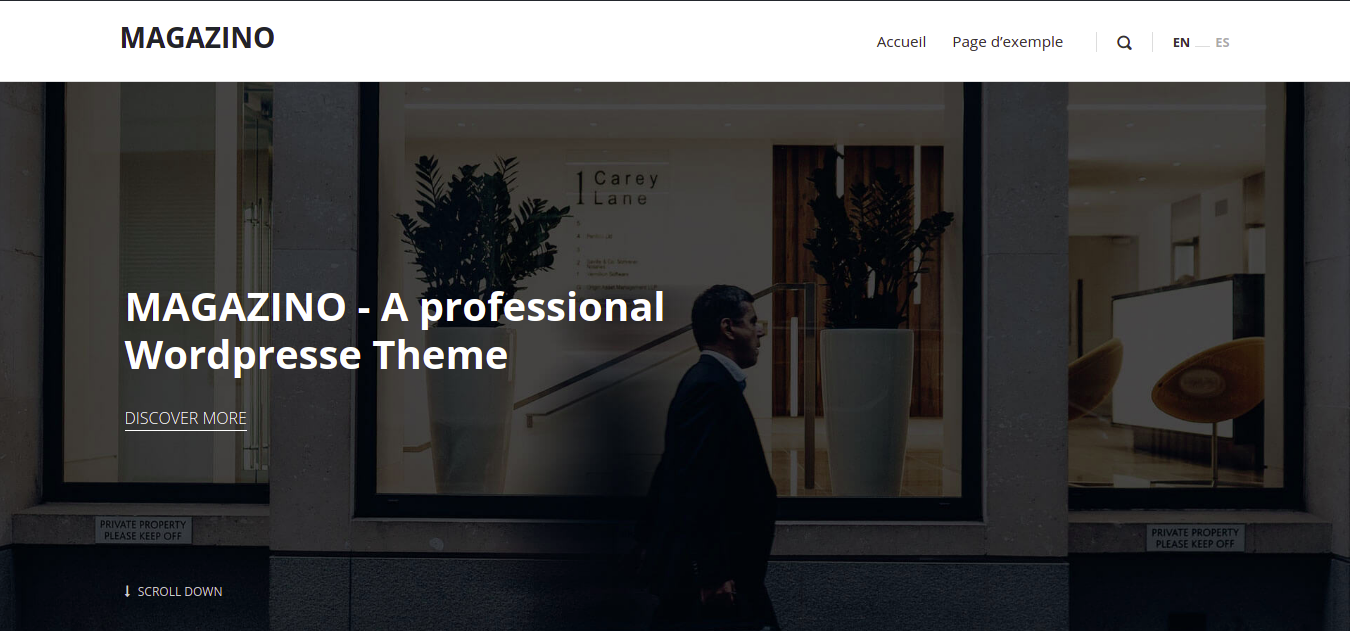 MAGAZINO
Accueil Page d'exemple EN ES
1 Carey
Lane
MAGAZINO - A professional
Wordpresse Theme
DISCOVER MORE
PRIVATE PROPERTY
PLEASE KEEP OFF
PRIVATE PROPERTY
PLEASE KEEP OFF
SCROLL DOWN